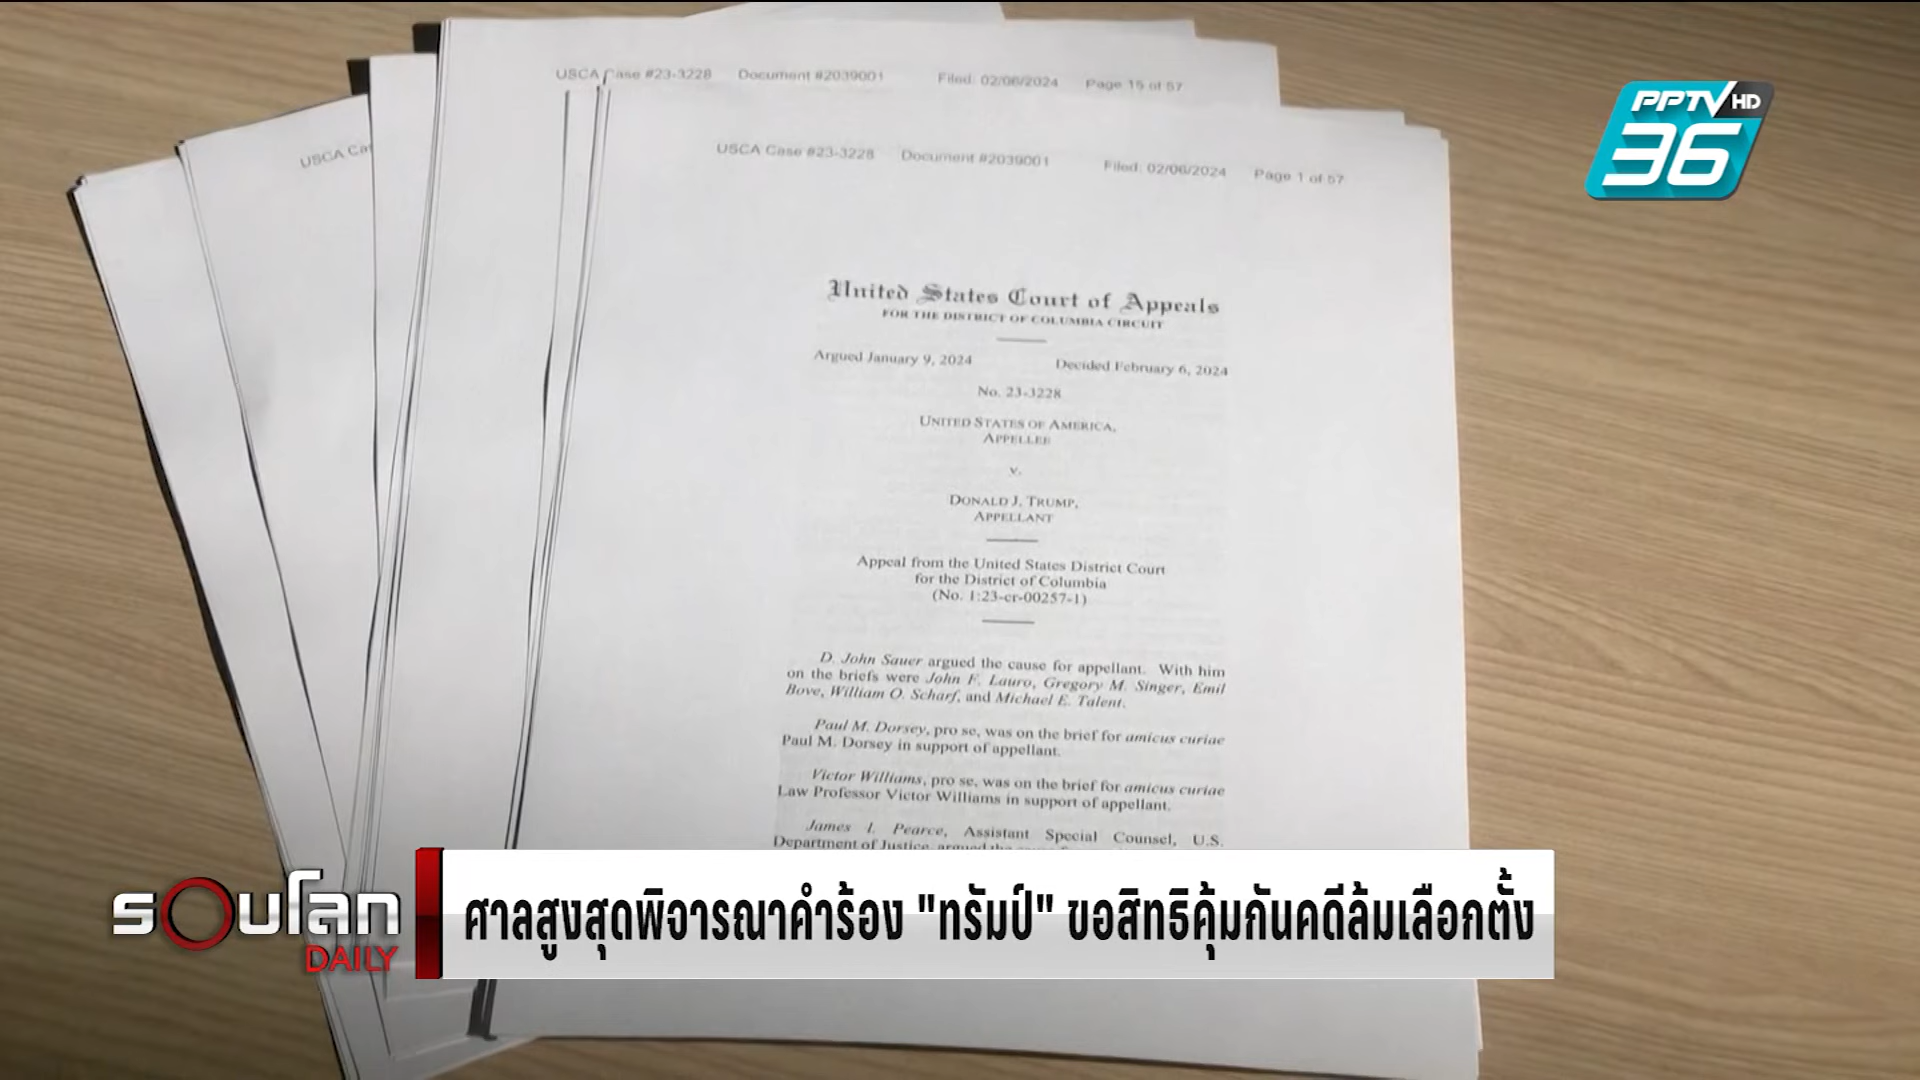 USCA Case #23-3228 Document #2039001 Filed: 02/06/2024 Page 15 of 57
PPTV HD
36
USCA
USCA Case #23-3228 Document #2039001 Filed: 02/06/2024 Page 1 of 57
United States Court of Appeals
FOR THE DISTRICT OF COLUMBIA CIRCUIT
Argued January 9, 2024 Decided February 6, 2024
No. 23-3228
UNITED STATES OF AMERICA,
APPELLEE
v.
DONALD J. TRUMP,
APPELLANT
Appeal from the United States District Court
for the District of Columbia
(No. 1:23-cr-00257-1)
D. John Sauer argued the cause for appellant. With him
on the briefs were John F. Lauro, Gregory M. Singer, Emil
Bove, William O. Scharf, and Michael E. Talent.
Paul M. Dorsey, pro se, was on the brief for amicus curiae
Paul M. Dorsey in support of appellant.
Victor Williams, pro se, was on the brief for amicus curiae
Law Professor Victor Williams in support of appellant.
James I. Pearce, Assistant Special Counsel, U.S.
Department of Justice, argued the
รอบโลก
DAILY
ศาลสูงสุดพิจารณาคำร้อง "ทรัมป์" ขอสิทธิคุ้มกันคดีล้มเลือกตั้ง